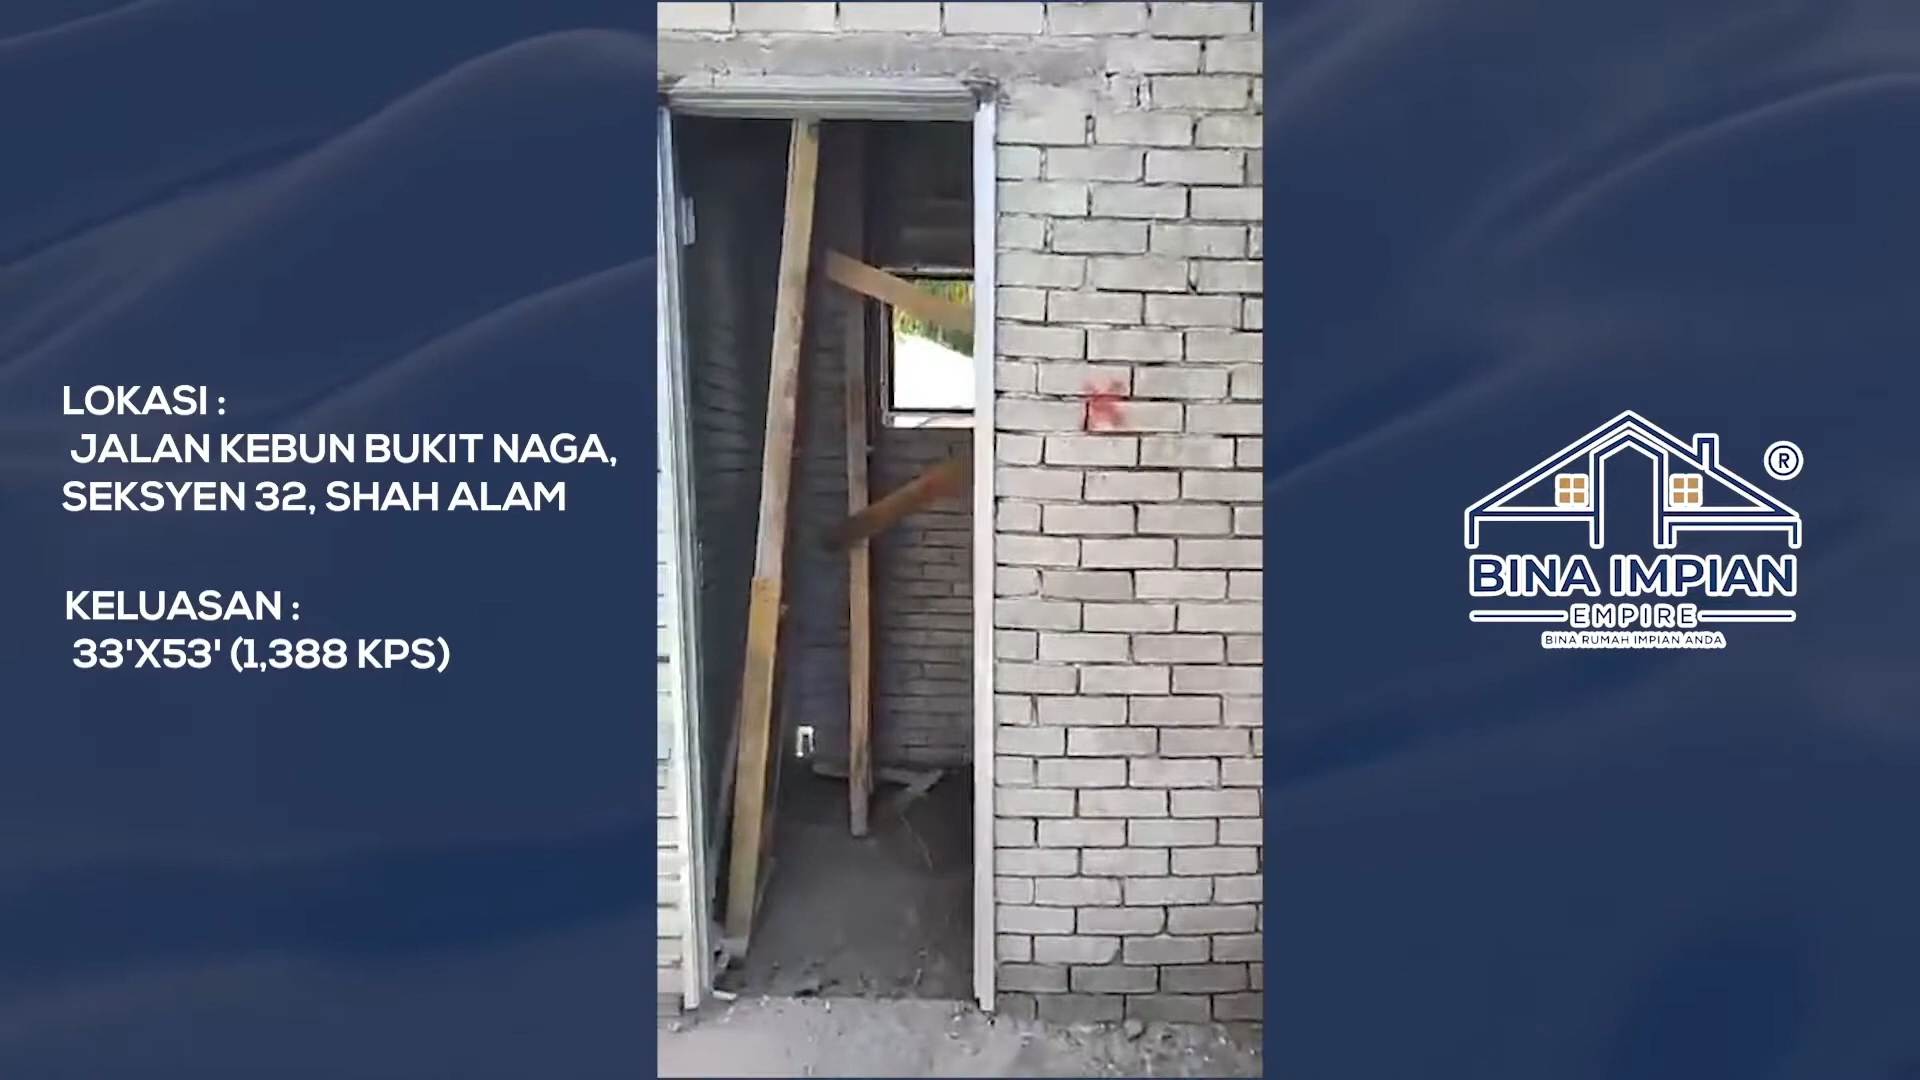 LOKASI :
JALAN KEBUN BUKIT NAGA,
SEKSYEN 32, SHAH ALAM
KELUASAN :
33'X53' (1,388 KPS)
®
BINA IMPIAN
EMPIRE
BINA RUMAH IMPIAN ANDA